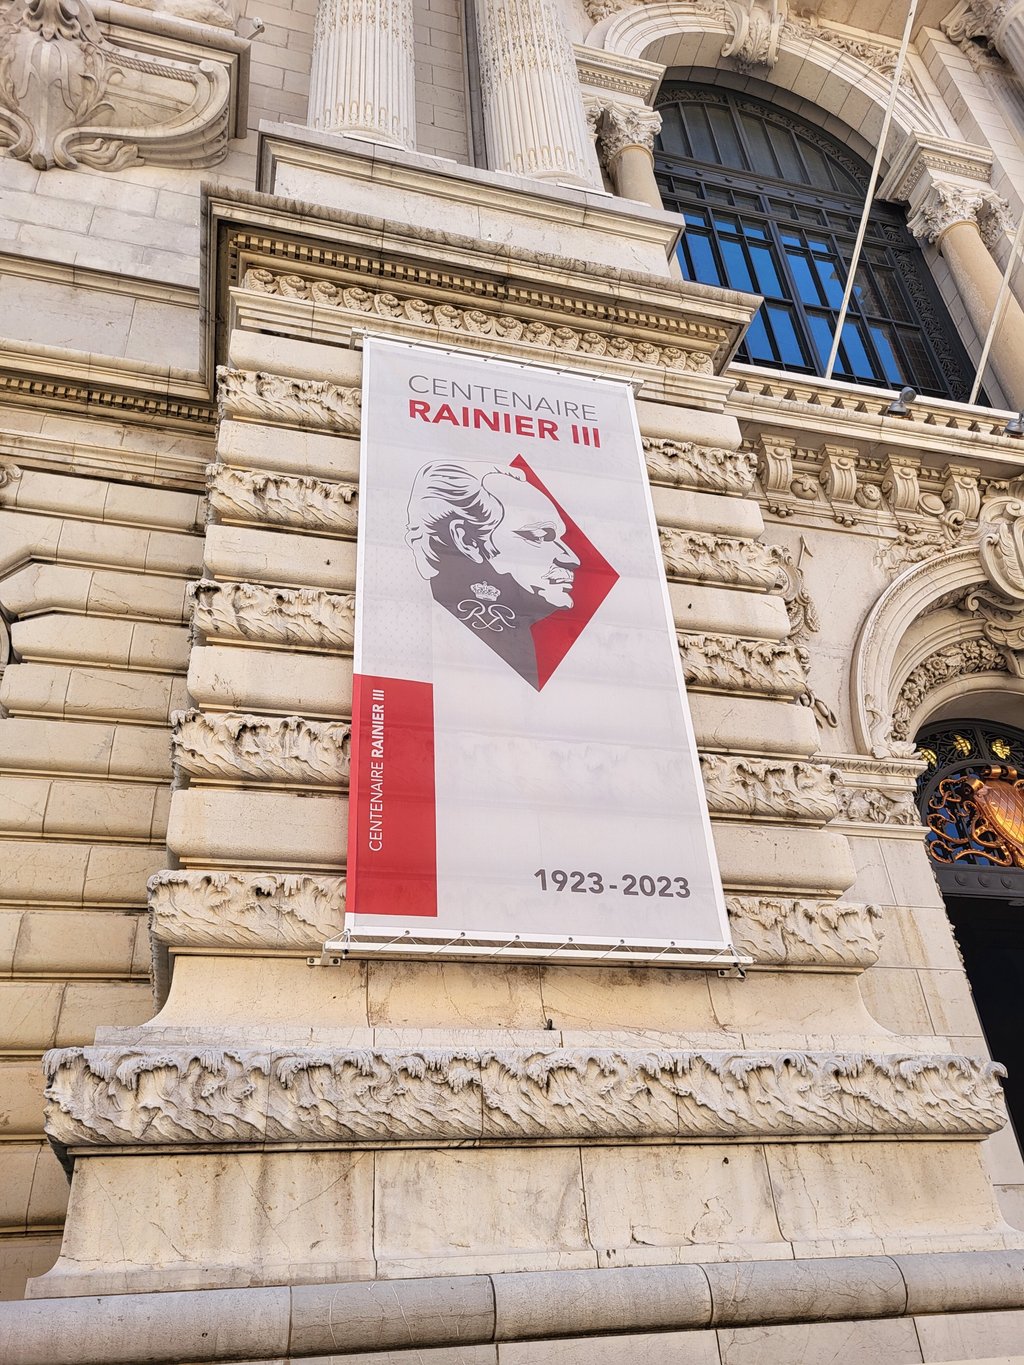 CENTENAIRE
RAINIER III
CENTENAIRE RAINIER III
1923-2023